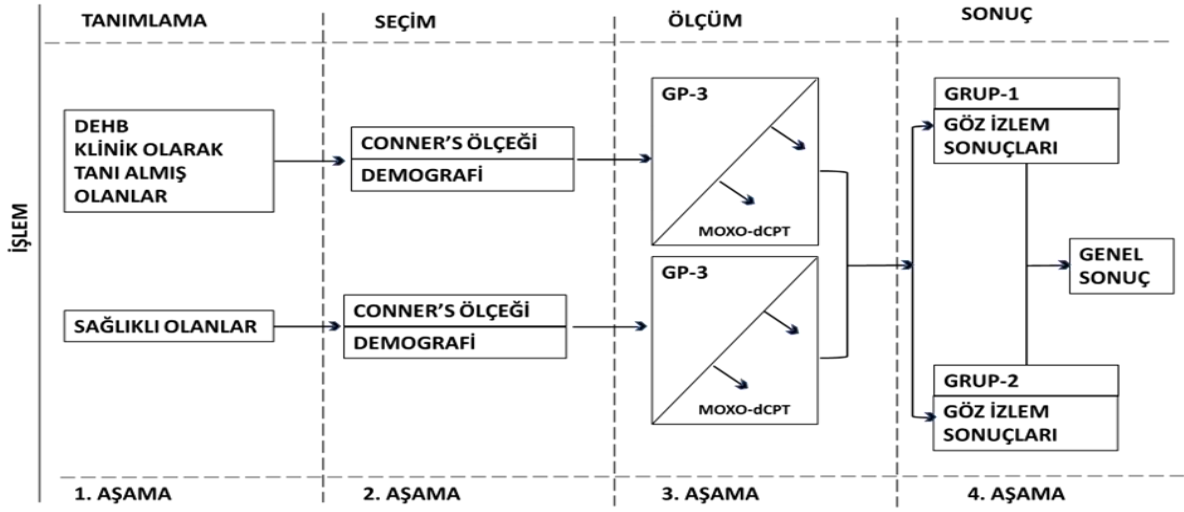 TANIMLAMA
SEÇİM
ÖLÇÜM
SONUÇ
İŞLEM
DEHB
KLİNİK OLARAK
TANI ALMIŞ
OLANLAR
CONNER'S ÖLÇEĞİ
DEMOGRAFİ
GP-3
MOXO-dCPT
GRUP-1
GÖZ İZLEM
SONUÇLARI
SAĞLIKLI OLANLAR
CONNER'S ÖLÇEĞİ
DEMOGRAFİ
GP-3
MOXO-dCPT
GENEL
SONUÇ
GRUP-2
GÖZ İZLEM
SONUÇLARI
1. AŞAMA
2. AŞAMA
3. AŞAMA
4. AŞAMA